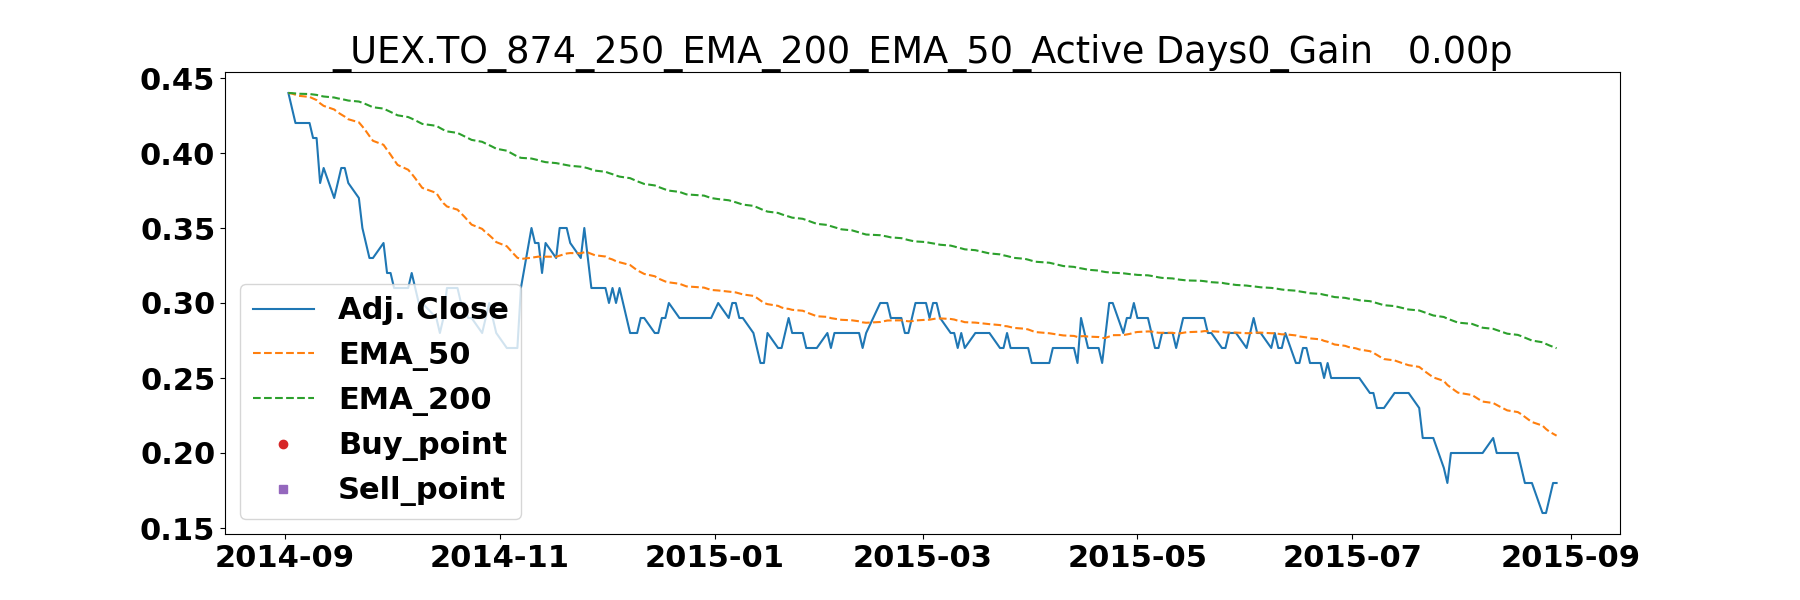 _UEX.TO_874_250_EMA_200_EMA_50_Active Days0_Gain   0.00p
0.45
0.40
0.35
0.30
0.25
0.20
0.15
Adj. Close
EMA_50
EMA_200
Buy_point
Sell_point
2014-09 2014-11 2015-01 2015-03 2015-05 2015-07 2015-09